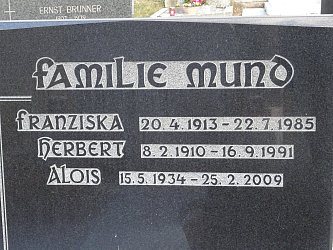 ERNST BRUNNER
FAMILIE MUND
FRANZISKA 20.4.1913-22.7.1985
HERBERT 8.2.1910-16.9.1991
ALOIS 15.5.1934-25.2.2009